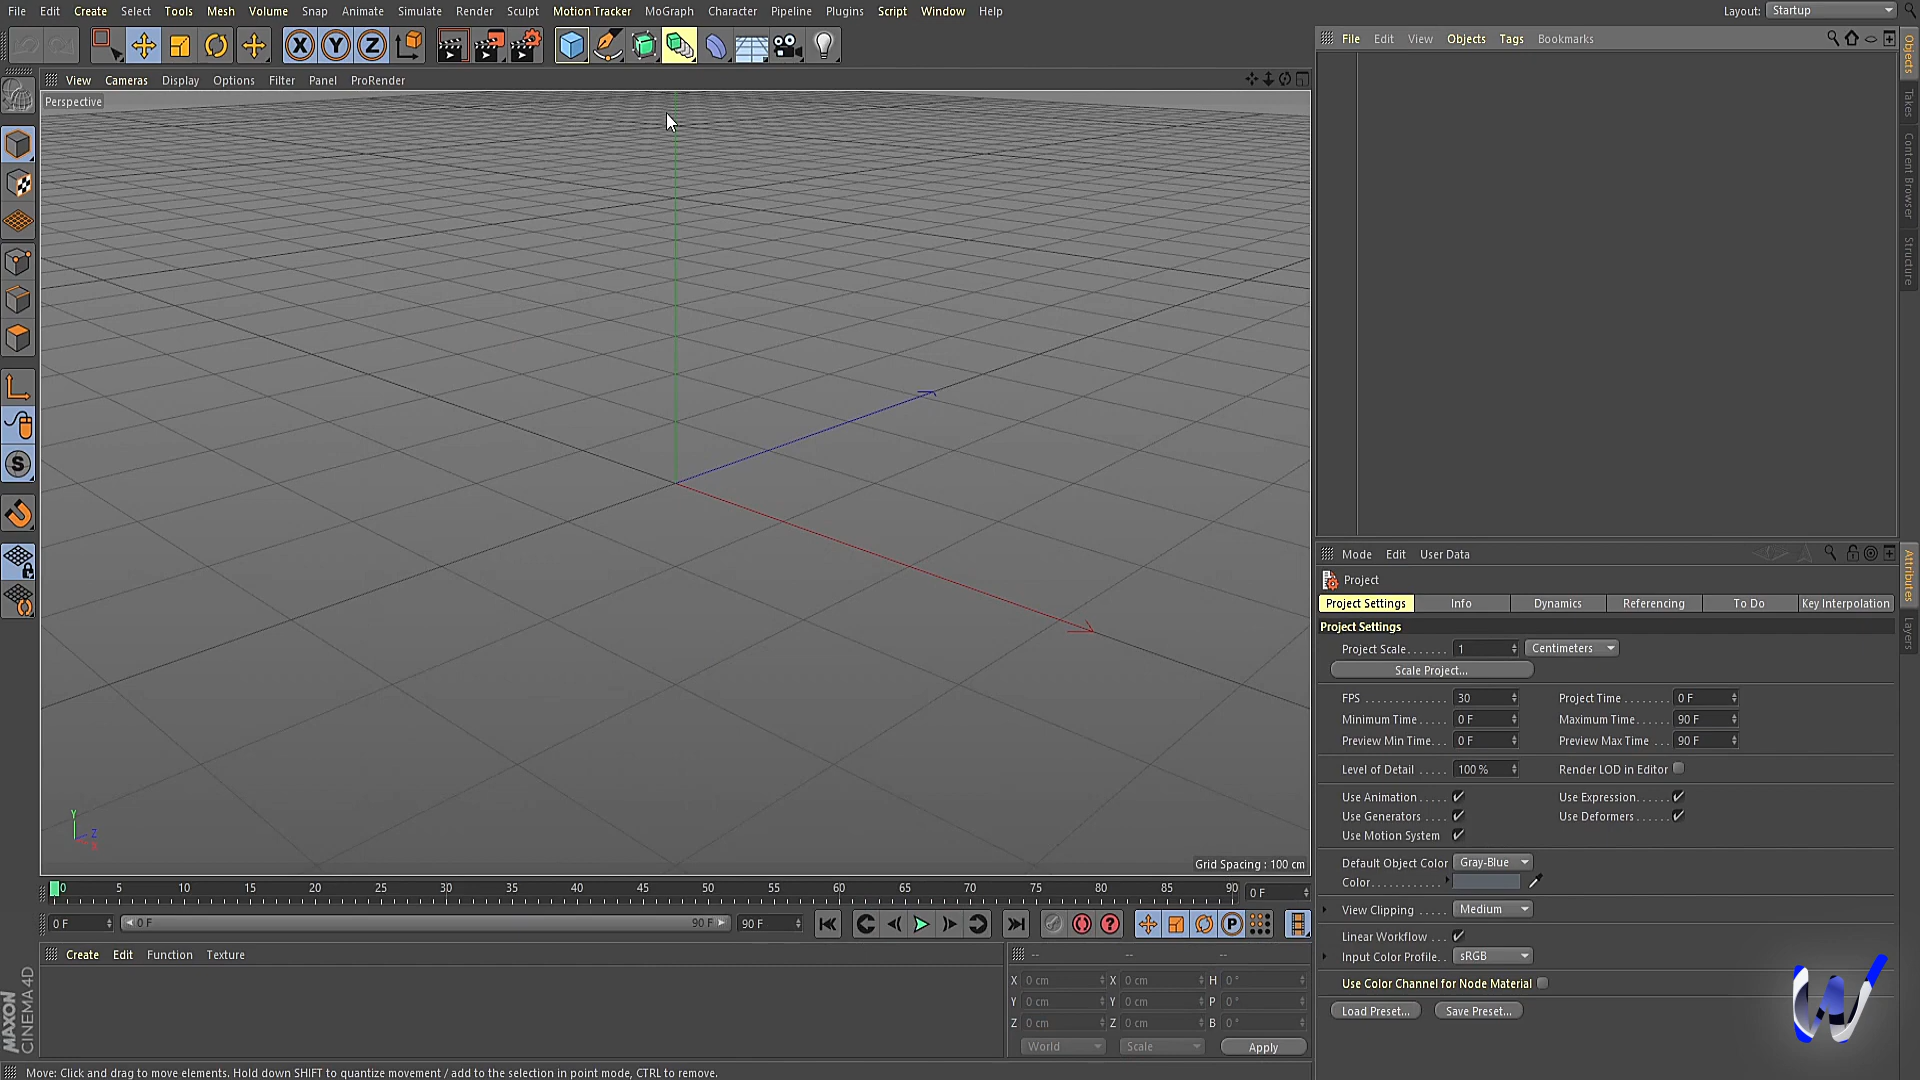 File Edit Create Select Tools Mesh Volume Snap Animate Simulate Render Sculpt Motion Tracker MoGraph Character Pipeline Plugins Script Window Help
Layout: Startup
X Y Z
File Edit View Objects Tags Bookmarks
View Cameras Display Options Filter Panel ProRender
Perspective
Objects
Takes
Content Browser
Structure
Y
Z
X
Grid Spacing : 100 cm
Mode Edit User Data
Attributes
Layers
Project
Project Settings Info Dynamics Referencing To Do Key Interpolation
Project Settings
Project Scale. . . . . . . 1 Centimeters
Scale Project...
FPS . . . . . . . . . . . . . 30 Project Time . . . . . . . . 0 F
Minimum Time . . . . . 0 F Maximum Time. . . . . . 90 F
Preview Min Time. . . 0 F Preview Max Time . . . 90 F
Level of Detail . . . . . 100 % Render LOD in Editor
Use Animation . . . . . Use Expression. . . . . . .
Use Generators . . . . Use Deformers . . . . . . .
Use Motion System
Default Object Color Gray-Blue
Color. . . . . . . . . . . .
View Clipping . . . . . Medium
Linear Workflow . . .
Input Color Profile. . sRGB
Use Color Channel for Node Material
Load Preset... Save Preset...
0 5 10 15 20 25 30 35 40 45 50 55 60 65 70 75 80 85 90 0 F
0 F 0 F 90 F 90 F
P
S
Create Edit Function Texture
-- -- --
X 0 cm X 0 cm H 0 °
Y 0 cm Y 0 cm P 0 °
Z 0 cm Z 0 cm B 0 °
World Scale Apply
MAXON
CINEMA 4D
W
Move: Click and drag to move elements. Hold down SHIFT to quantize movement / add to the selection in point mode, CTRL to remove.